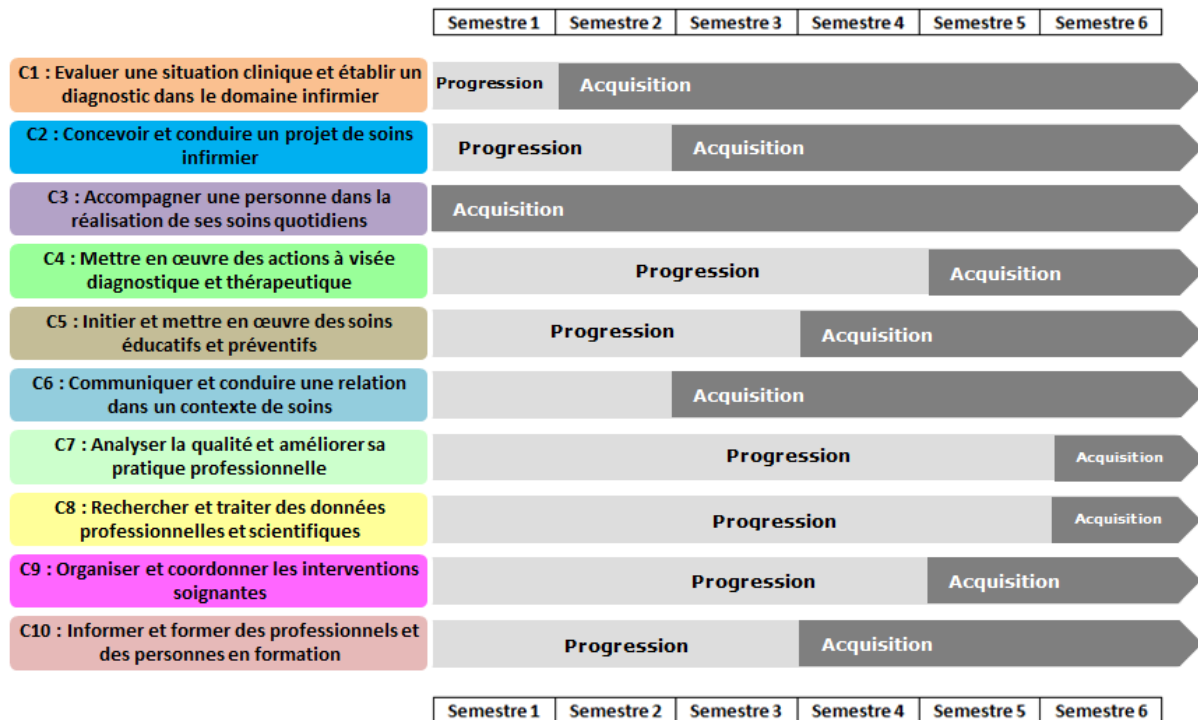 Semestre 1 Semestre 2 Semestre 3 Semestre 4 Semestre 5 Semestre 6
C1 : Evaluer une situation clinique et établir un
diagnostic dans le domaine infirmier
Progression Acquisition
C2 : Concevoir et conduire un projet de soins
infirmier
Progression Acquisition
C3 : Accompagner une personne dans la
réalisation de ses soins quotidiens
Acquisition
C4 : Mettre en œuvre des actions à visée
diagnostique et thérapeutique
Progression Acquisition
C5 : Initier et mettre en œuvre des soins
éducatifs et préventifs
Progression Acquisition
C6 : Communiquer et conduire une relation
dans un contexte de soins
Acquisition
C7 : Analyser la qualité et améliorer sa
pratique professionnelle
Progression Acquisition
C8 : Rechercher et traiter des données
professionnelles et scientifiques
Progression Acquisition
C9 : Organiser et coordonner les interventions
soignantes
Progression Acquisition
C10 : Informer et former des professionnels et
des personnes en formation
Progression Acquisition
Semestre 1 Semestre 2 Semestre 3 Semestre 4 Semestre 5 Semestre 6